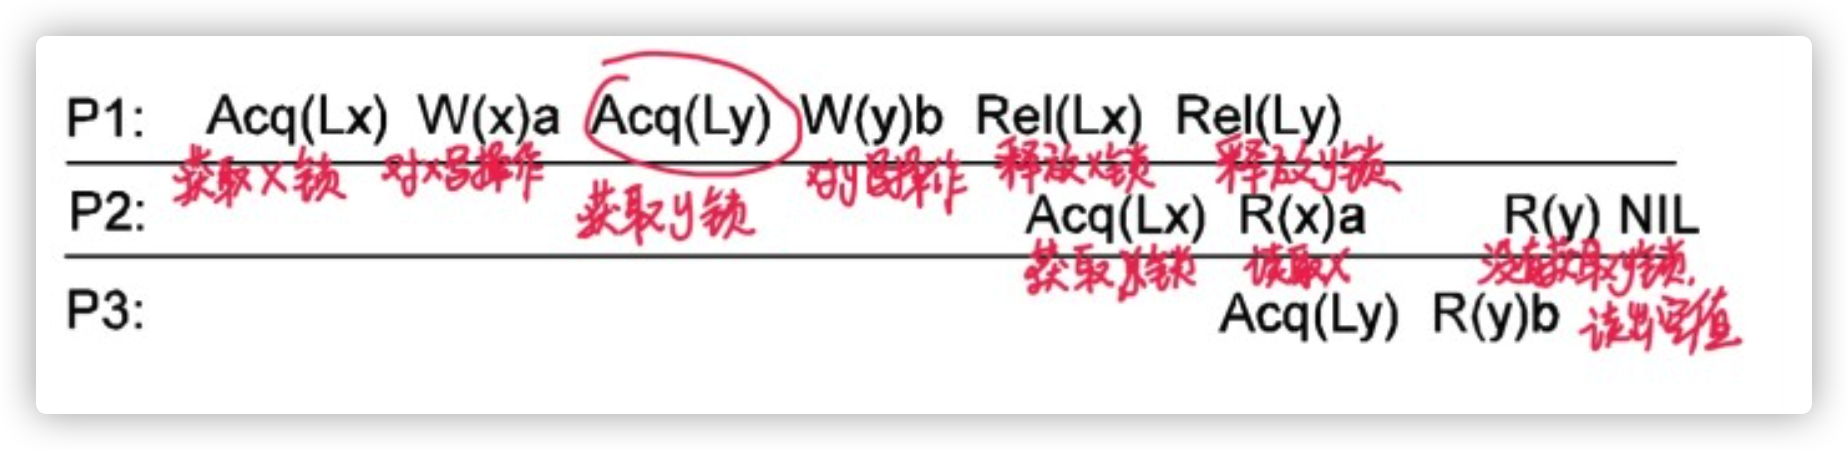 P1: Acq(Lx) W(x)a Acq(Ly) W(y)b Rel(Lx) Rel(Ly)
获取x锁 对x写操作 获取y锁 对y写操作 释放x锁 释放y锁
P2: Acq(Lx) R(x)a R(y) NIL
获取x锁 读取x 没有获取y锁,
P3: Acq(Ly) R(y)b
读出空值